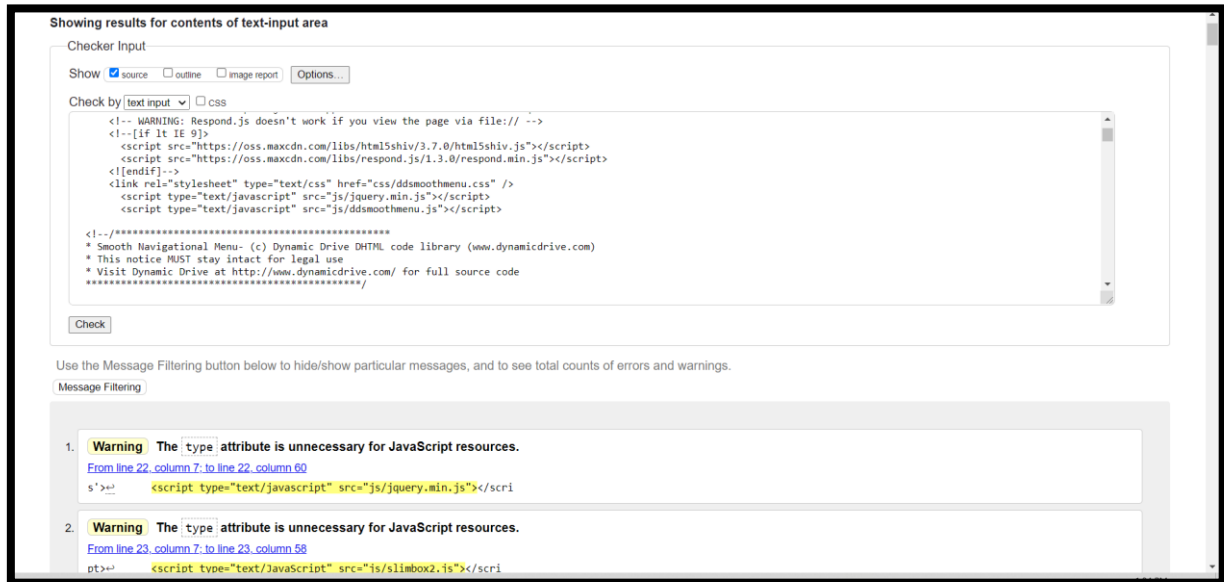 Showing results for contents of text-input area
Checker Input
Show source outline image report Options...
Check by text input css
<!-- WARNING: Respond.js doesn't work if you view the page via file:// -->
<!--[if lt IE 9]>
<script src="https://oss.maxcdn.com/libs/html5shiv/3.7.0/html5shiv.js"></script>
<script src="https://oss.maxcdn.com/libs/respond.js/1.3.0/respond.min.js"></script>
<![endif]-->
<link rel="stylesheet" type="text/css" href="css/ddsmoothmenu.css" />
<script type="text/javascript" src="js/jquery.min.js"></script>
<script type="text/javascript" src="js/ddsmoothmenu.js"></script>
<!--/***********************************************
* Smooth Navigational Menu- (c) Dynamic Drive DHTML code library (www.dynamicdrive.com)
* This notice MUST stay intact for legal use
* Visit Dynamic Drive at http://www.dynamicdrive.com/ for full source code
***********************************************/
Check
Use the Message Filtering button below to hide/show particular messages, and to see total counts of errors and warnings.
Message Filtering
1. Warning The type attribute is unnecessary for JavaScript resources.
From line 22, column 7; to line 22, column 60
s'>↩ <script type="text/javascript" src="js/jquery.min.js"></scri
2. Warning The type attribute is unnecessary for JavaScript resources.
From line 23, column 7; to line 23, column 58
pt>↩ <script type="text/JavaScript" src="js/slimbox2.js"></scri